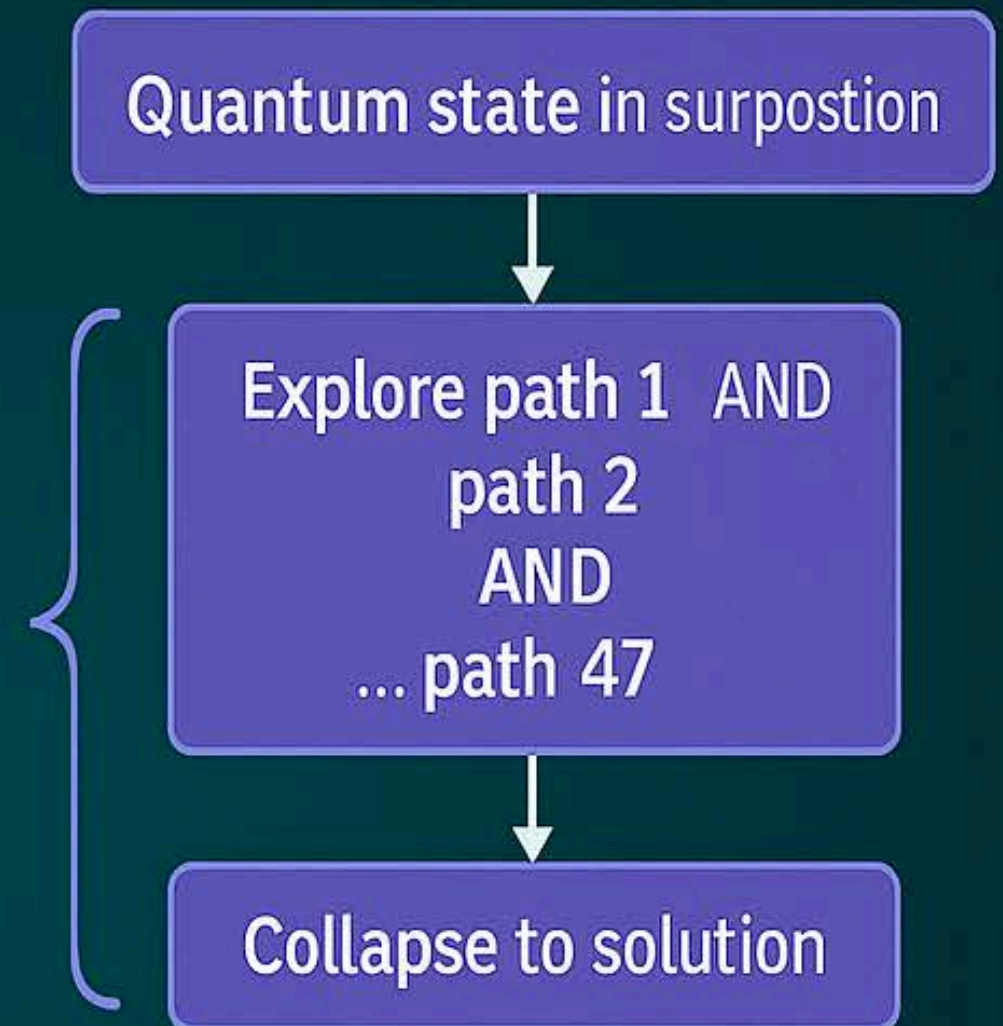 Quantum state in surpostion
Explore path 1 AND
path 2
AND
... path 47
Collapse to solution